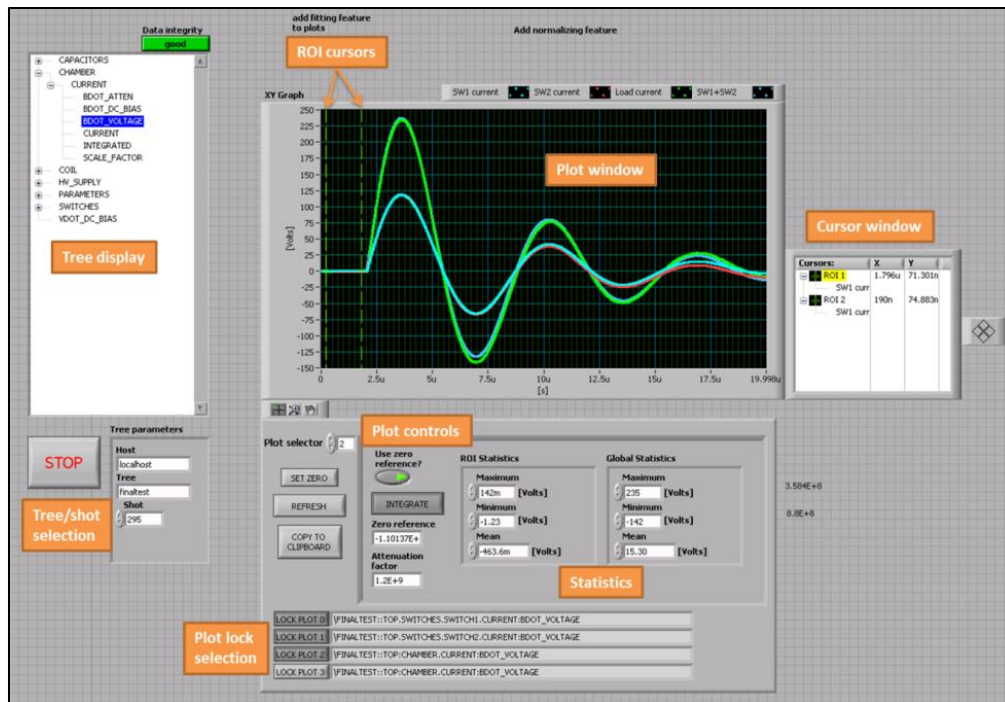 add fitting feature
to plots
Add normalizing feature
Data integrity
good
ROI cursors
CAPACITORS
CHAMBER
CURRENT
BDOT_ATTEN
BDOT_DC_BIAS
BDOT_VOLTAGE
CURRENT
INTEGRATED
SCALE_FACTOR
COIL
HV_SUPPLY
PARAMETERS
SWITCHES
VDOT_DC_BIAS
Tree display
XY Graph
SW1 current
SW2 current
Load current
SW1+SW2
250
225
200
175
150
125
100
75
50
25
0
-25
-50
-75
-100
-125
-150
[Volts]
Plot window
0
2.5u
5u
7.5u
10u
12.5u
15u
17.5u
19.998u
[s]
Cursor window
Cursors: X Y
ROI 1 1.796u 71.301n
SW1 curr
ROI 2 190n 74.883n
SW1 curr
STOP
Tree/shot
selection
Tree parameters
Host
localhost
Tree
finaltest
Shot
295
Plot selector 2
Plot controls
SET ZERO
REFRESH
COPY TO
CLIPBOARD
Use zero
reference?
INTEGRATE
Zero reference
-1.10137E+
Attenuation
factor
1.2E+9
ROI Statistics
Maximum
142m [Volts]
Minimum
-1.23 [Volts]
Mean
-463.6m [Volts]
Global Statistics
Maximum
235 [Volts]
Minimum
-142 [Volts]
Mean
15.30 [Volts]
Statistics
3.584E+8
8.8E+8
Plot lock
selection
LOCK PLOT 0 \FINALTEST::TOP.SWITCHES.SWITCH1.CURRENT:BDOT_VOLTAGE
LOCK PLOT 1 \FINALTEST::TOP.SWITCHES.SWITCH2.CURRENT:BDOT_VOLTAGE
LOCK PLOT 2 \FINALTEST::TOP:CHAMBER.CURRENT:BDOT_VOLTAGE
LOCK PLOT 3 \FINALTEST::TOP:CHAMBER.CURRENT:BDOT_VOLTAGE